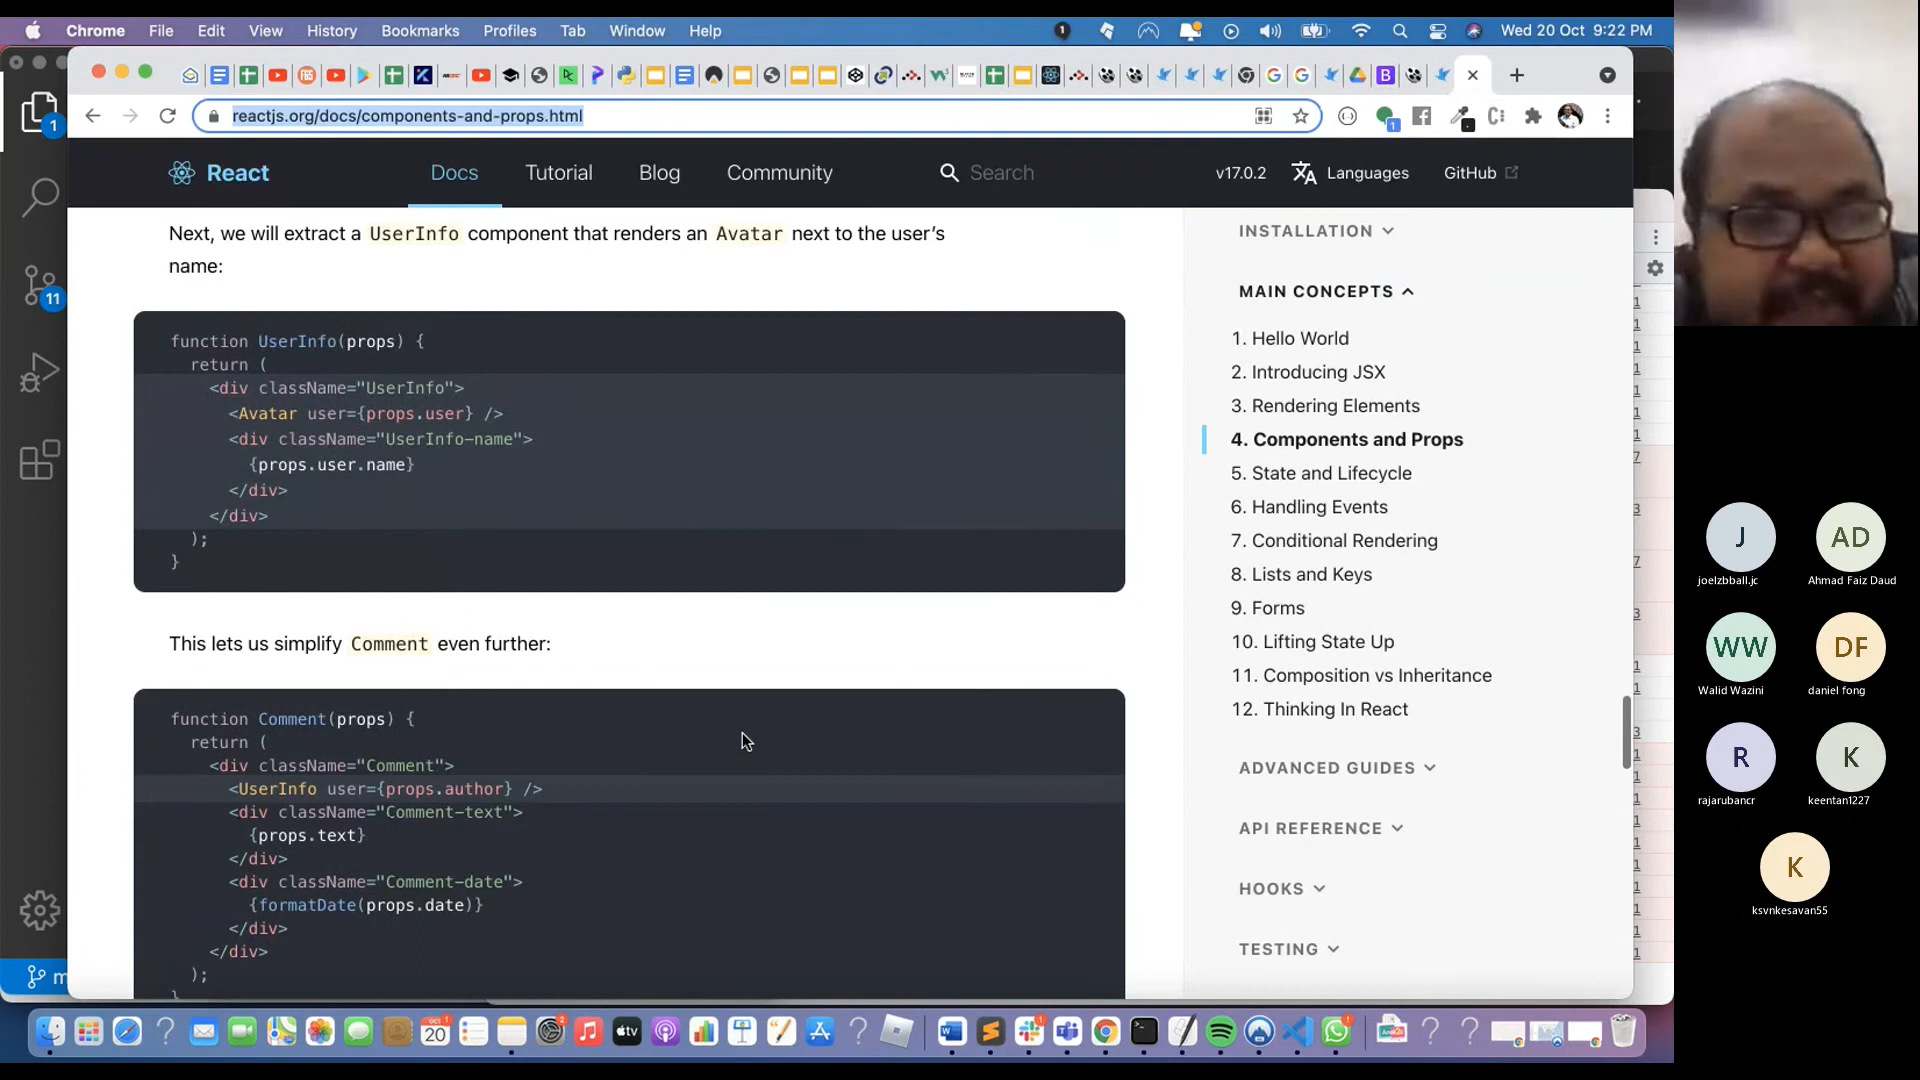 Chrome File Edit View History Bookmarks Profiles Tab Window Help
1
Wed 20 Oct 9:22 PM
reactjs.org/docs/components-and-props.html
1
React
Docs Tutorial Blog Community
Search
v17.0.2 Languages GitHub
1
11
Next, we will extract a UserInfo component that renders an Avatar next to the user's
name:
function UserInfo(props) {
return (
<div className="UserInfo">
<Avatar user={props.user} />
<div className="UserInfo-name">
{props.user.name}
</div>
</div>
);
}
This lets us simplify Comment even further:
function Comment(props) {
return (
<div className="Comment">
<UserInfo user={props.author} />
<div className="Comment-text">
{props.text}
</div>
<div className="Comment-date">
{formatDate(props.date)}
</div>
</div>
);
INSTALLATION
MAIN CONCEPTS
1. Hello World
2. Introducing JSX
3. Rendering Elements
4. Components and Props
5. State and Lifecycle
6. Handling Events
7. Conditional Rendering
8. Lists and Keys
9. Forms
10. Lifting State Up
11. Composition vs Inheritance
12. Thinking In React
ADVANCED GUIDES
API REFERENCE
HOOKS
TESTING
J
joelzbball.jc
AD
Ahmad Faiz Daud
WW
Walid Wazini
DF
daniel fong
R
rajarubancr
K
keentan1227
K
ksvnkesavan55
OCT
20
tv